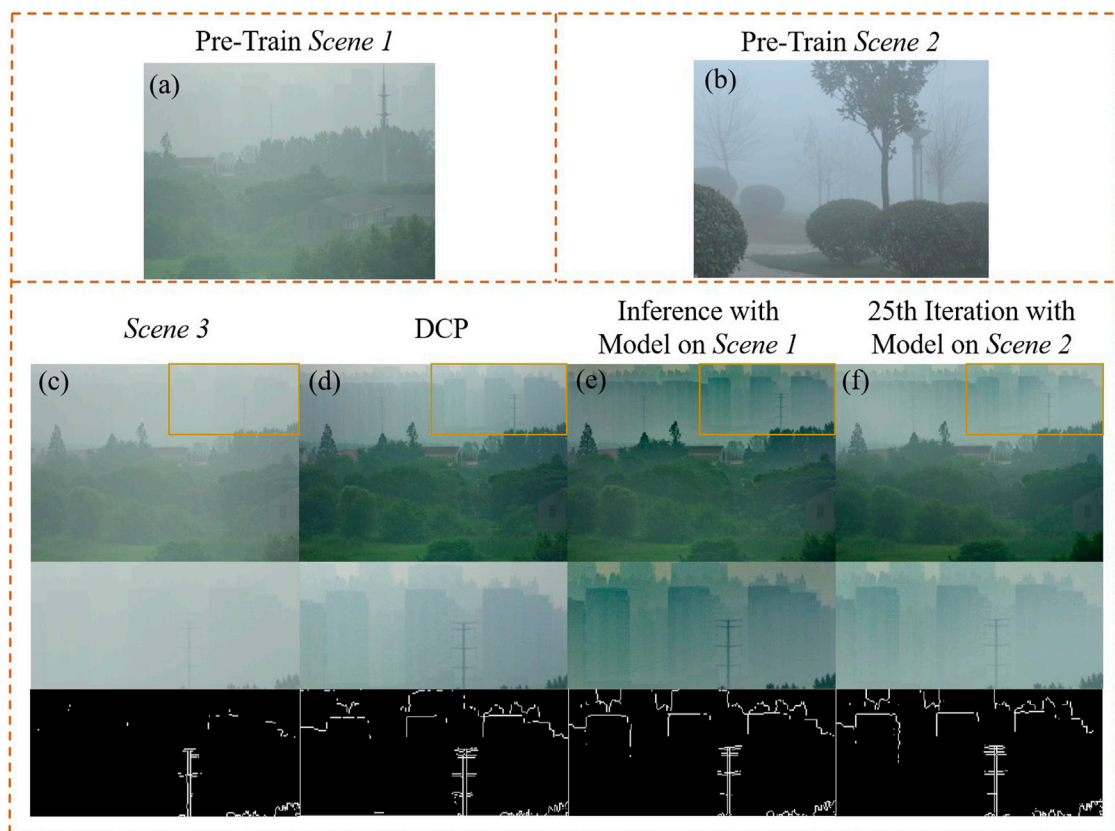 Pre-Train Scene 1
Pre-Train Scene 2
(a)
(b)
Scene 3
DCP
Inference with
Model on Scene 1
25th Iteration with
Model on Scene 2
(c)
(d)
(e)
(f)